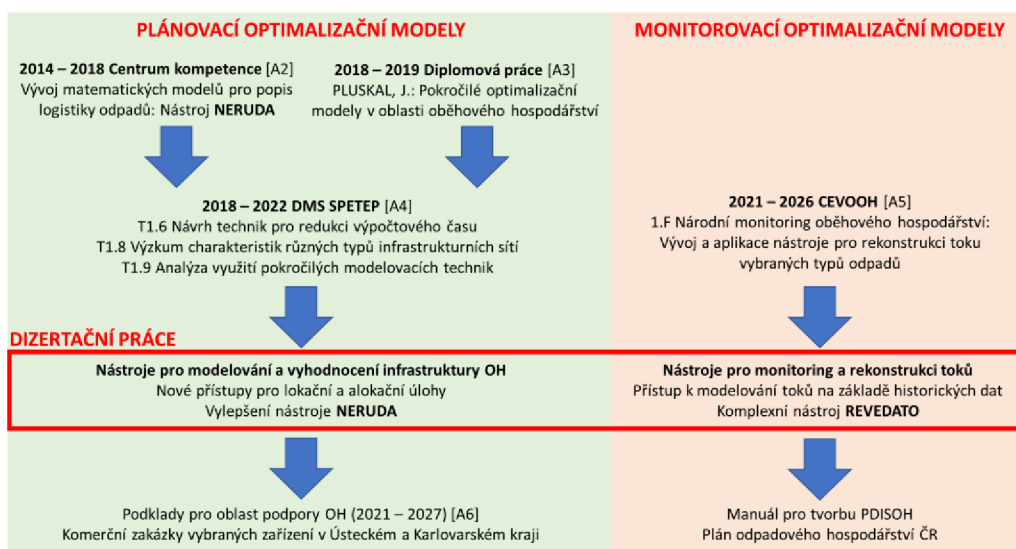 PLÁNOVACÍ OPTIMALIZAČNÍ MODELY
2014 – 2018 Centrum kompetence [A2]
Vývoj matematických modelů pro popis
logistiky odpadů: Nástroj NERUDA
2018 – 2019 Diplomová práce [A3]
PLUSKAL, J.: Pokročilé optimalizační
modely v oblasti oběhového hospodářství
2018 – 2022 DMS SPETEP [A4]
T1.6 Návrh technik pro redukci výpočtového času
T1.8 Výzkum charakteristik různých typů infrastrukturních sítí
T1.9 Analýza využití pokročilých modelovacích technik
MONITOROVACÍ OPTIMALIZAČNÍ MODELY
2021 – 2026 CEVOOH [A5]
1.F Národní monitoring oběhového hospodářství:
Vývoj a aplikace nástroje pro rekonstrukci toku
vybraných typů odpadů
DIZERTAČNÍ PRÁCE
Nástroje pro modelování a vyhodnocení infrastruktury OH
Nové přístupy pro lokační a alokační úlohy
Vylepšení nástroje NERUDA
Nástroje pro monitoring a rekonstrukci toků
Přístup k modelování toků na základě historických dat
Komplexní nástroj REVEDATO
Podklady pro oblast podpory OH (2021 – 2027) [A6]
Komerční zakázky vybraných zařízení v Ústeckém a Karlovarském kraji
Manuál pro tvorbu PDISOH
Plán odpadového hospodářství ČR